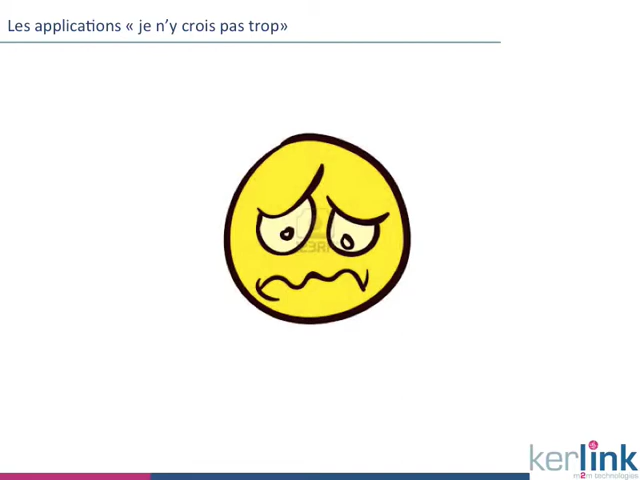 Les applications « je n’y crois pas trop»
kerlink
m2m technologies